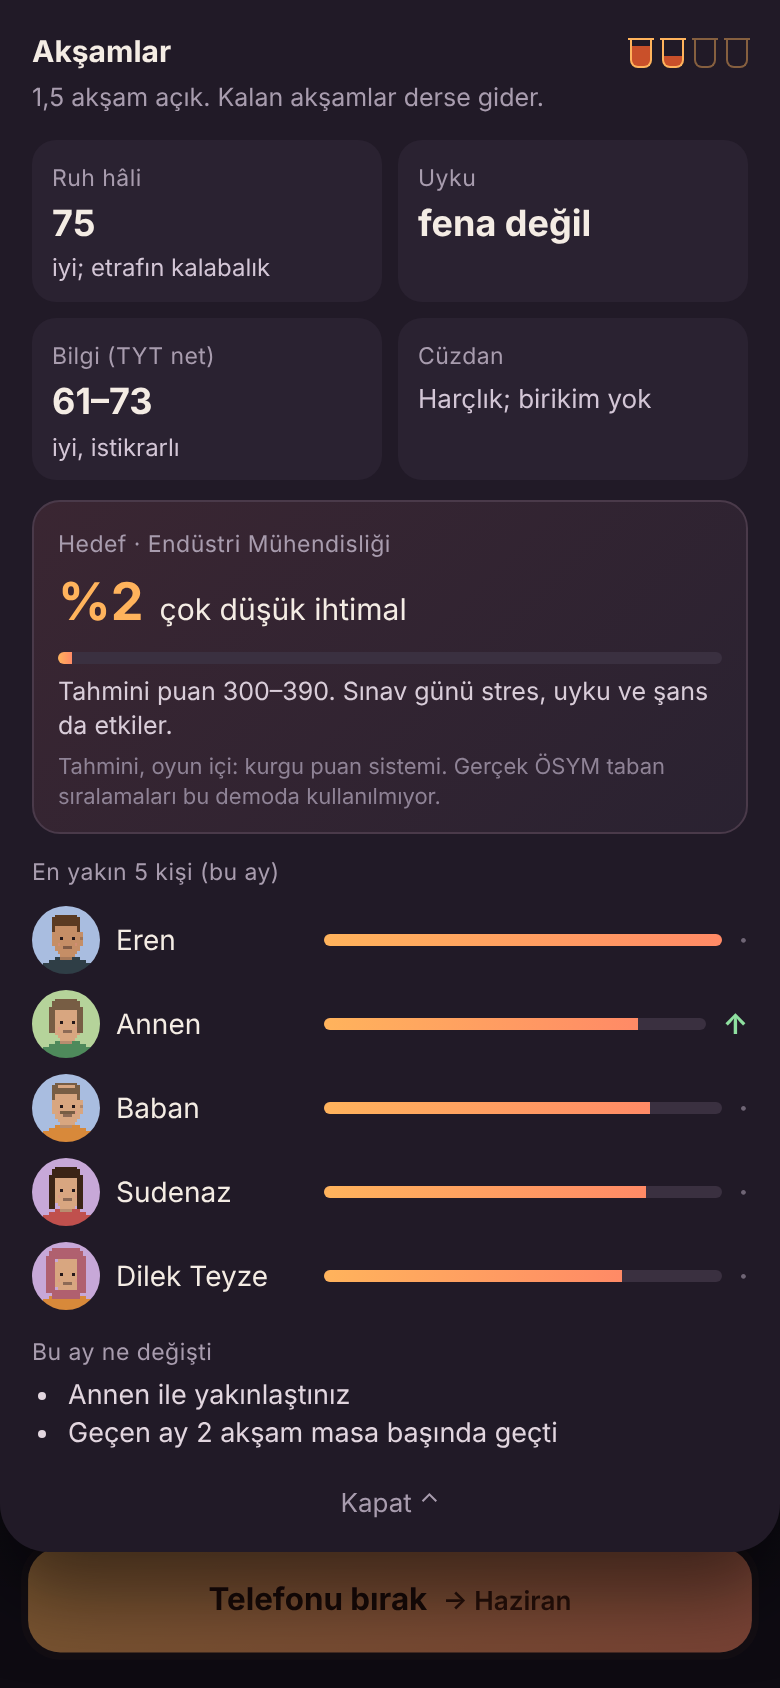 Akşamlar
1,5 akşam açık. Kalan akşamlar derse gider.
Ruh hâli
75
iyi; etrafın kalabalık
Uyku
fena değil
Bilgi (TYT net)
61–73
iyi, istikrarlı
Cüzdan
Harçlık; birikim yok
Hedef · Endüstri Mühendisliği
%2 çok düşük ihtimal
Tahmini puan 300–390. Sınav günü stres, uyku ve şans
da etkiler.
Tahmini, oyun içi: kurgu puan sistemi. Gerçek ÖSYM taban
sıralamaları bu demoda kullanılmıyor.
En yakın 5 kişi (bu ay)
Eren
Annen
Baban
Sudenaz
Dilek Teyze
Bu ay ne değişti
• Annen ile yakınlaştınız
• Geçen ay 2 akşam masa başında geçti
Kapat
Telefonu bırak → Haziran